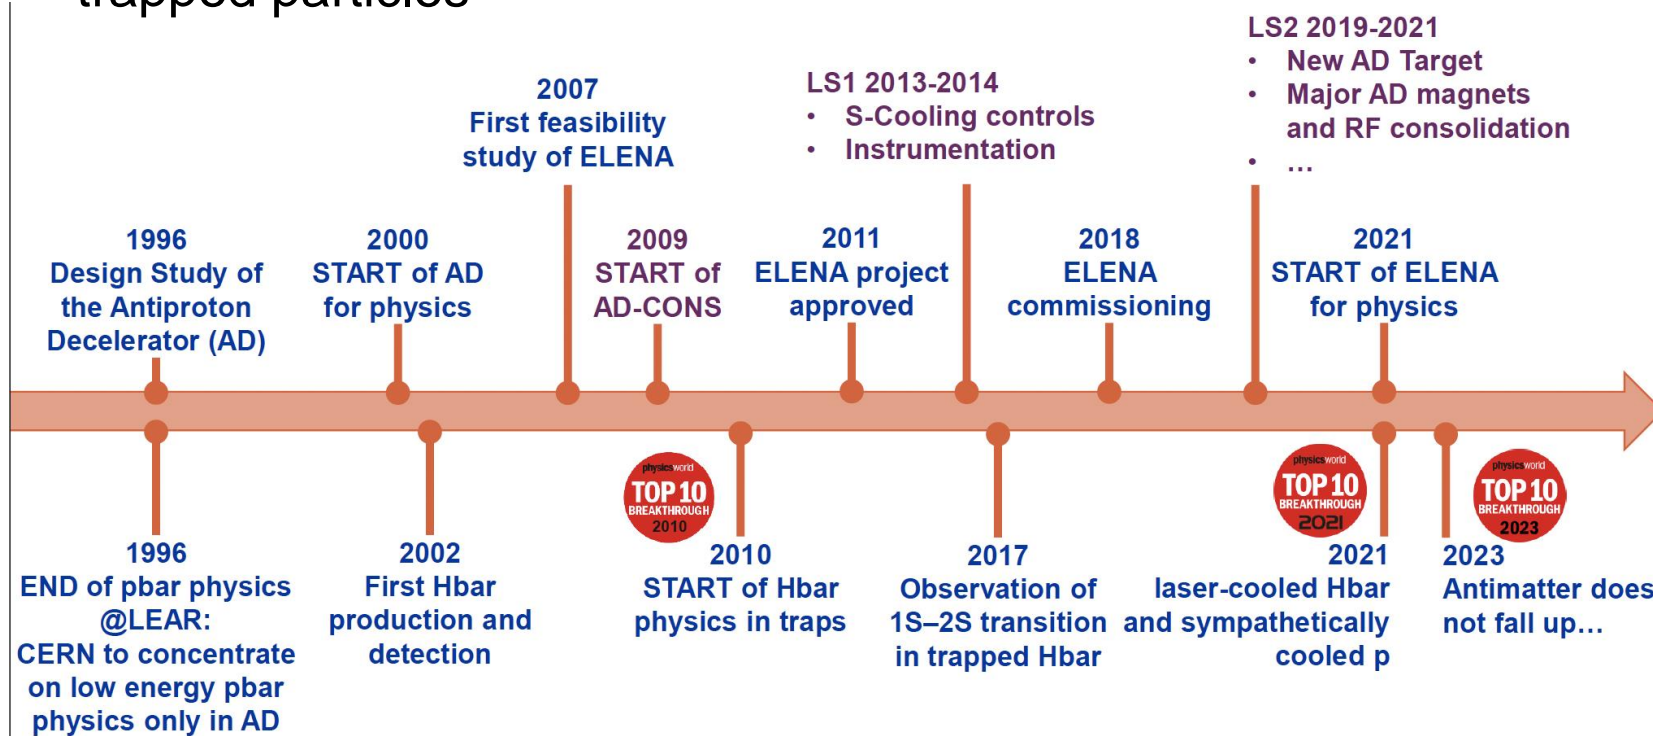 trapped particles
LS2 2019-2021
• New AD Target
• Major AD magnets
and RF consolidation
• …
2007
First feasibility
study of ELENA
LS1 2013-2014
• S-Cooling controls
• Instrumentation
1996
Design Study of
the Antiproton
Decelerator (AD)
2000
START of AD
for physics
2009
START of
AD-CONS
2011
ELENA project
approved
2018
ELENA
commissioning
2021
START of ELENA
for physics
1996
END of pbar physics
@LEAR:
CERN to concentrate
on low energy pbar
physics only in AD
2002
First Hbar
production and
detection
physicsworld
TOP 10
BREAKTHROUGH
2010
2010
START of Hbar
physics in traps
2017
Observation of
1S–2S transition
in trapped Hbar
physicsworld
TOP 10
BREAKTHROUGH
2021
2021
laser-cooled Hbar
and sympathetically
cooled p
physicsworld
TOP 10
BREAKTHROUGH
2023
2023
Antimatter does
not fall up…